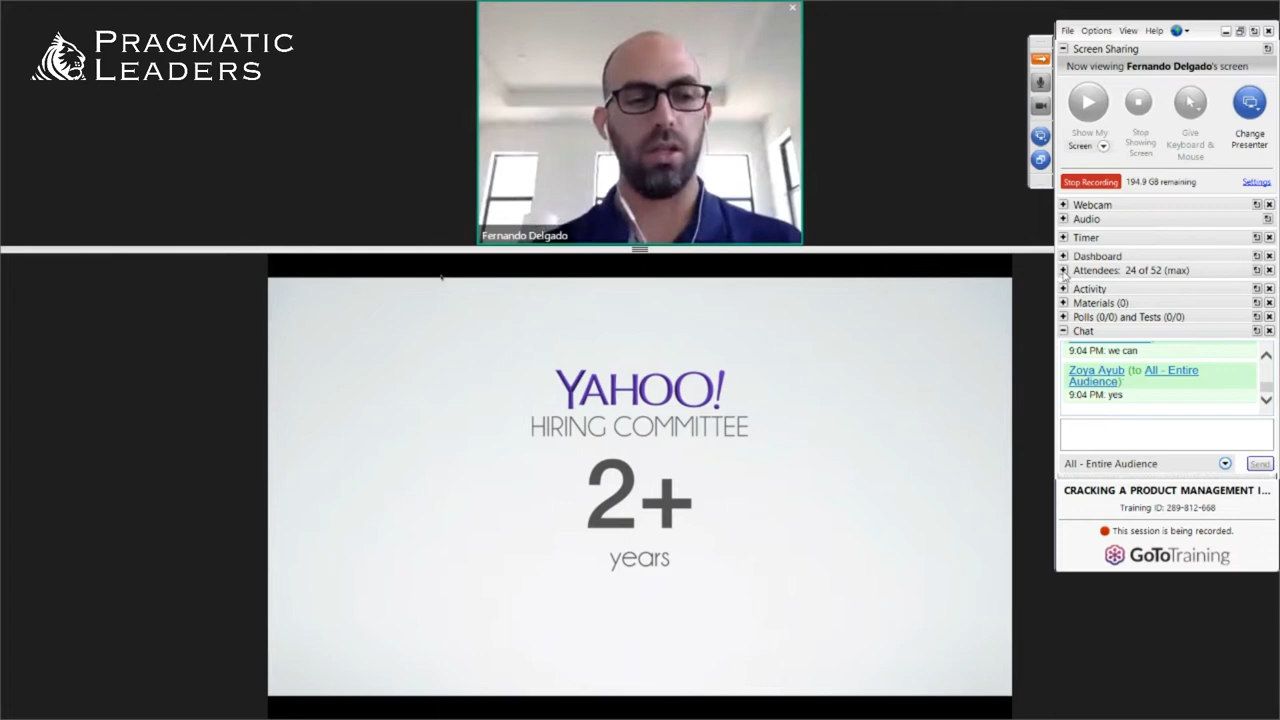 PRAGMATIC
LEADERS
Fernando Delgado
YAHOO!
HIRING COMMITTEE
2+
years
File Options View Help
Screen Sharing
Now viewing Fernando Delgado's screen
Show My
Screen
Stop
Showing
Screen
Give
Keyboard &
Mouse
Change
Presenter
Stop Recording 194.9 GB remaining Settings
Webcam
Audio
Timer
Dashboard
Attendees: 24 of 52 (max)
Activity
Materials (0)
Polls (0/0) and Tests (0/0)
Chat
9:04 PM: we can
Zoya Ayub (to All - Entire
Audience):
9:04 PM: yes
All - Entire Audience Send
CRACKING A PRODUCT MANAGEMENT I...
Training ID: 289-812-668
This session is being recorded.
GoToTraining